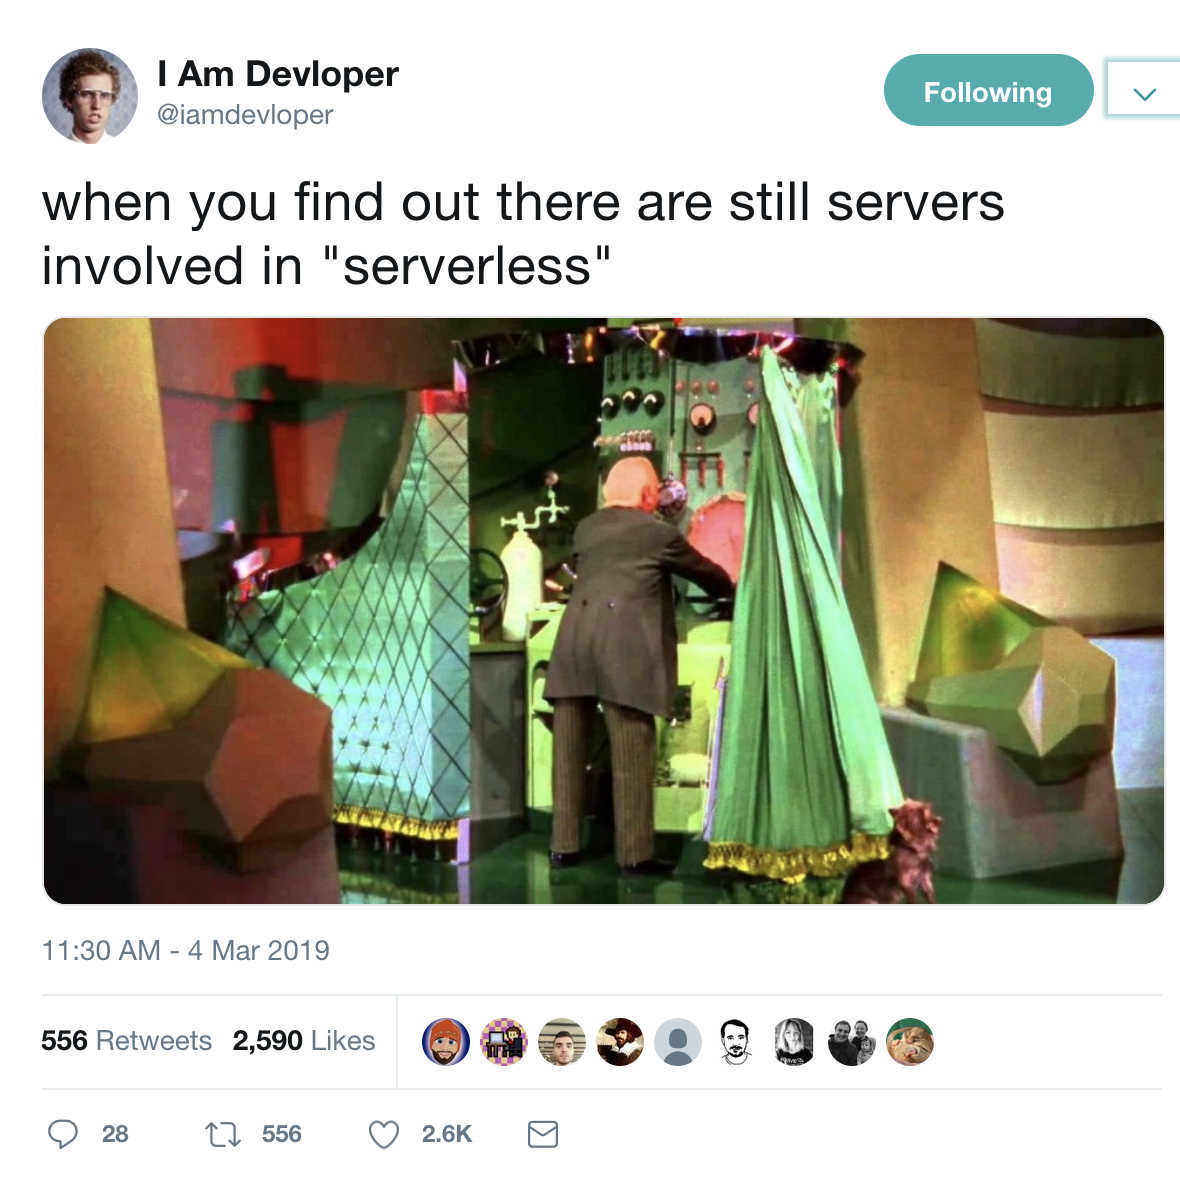 I Am Devloper
@iamdevloper
Following
when you find out there are still servers
involved in "serverless"
11:30 AM - 4 Mar 2019
556 Retweets 2,590 Likes
28 556 2.6K